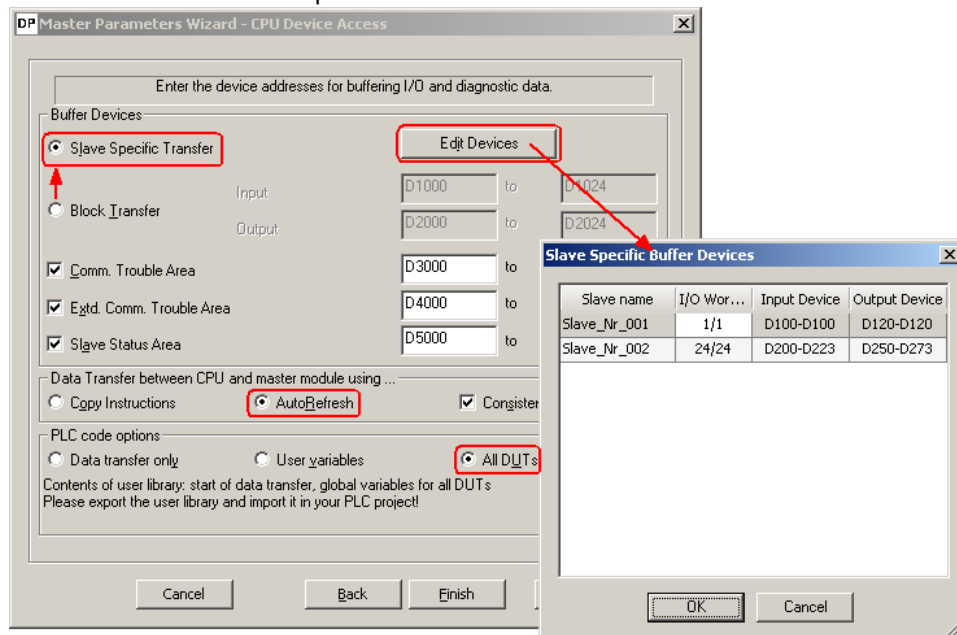 DP Master Parameters Wizard - CPU Device Access
Enter the device addresses for buffering I/O and diagnostic data.
Buffer Devices
Slave Specific Transfer
Edit Devices
Input D1000 to D1024
Block Transfer
Output D2000 to D2024
Comm. Trouble Area D3000 to
Extd. Comm. Trouble Area D4000 to
Slave Status Area D5000 to
Data Transfer between CPU and master module using ...
Copy Instructions AutoRefresh Consister
PLC code options
Data transfer only User variables All DUTs
Contents of user library: start of data transfer, global variables for all DUTs
Please export the user library and import it in your PLC project!
Cancel Back Finish
Slave Specific Buffer Devices
Slave name I/O Wor... Input Device Output Device
Slave_Nr_001 1/1 D100-D100 D120-D120
Slave_Nr_002 24/24 D200-D223 D250-D273
OK Cancel